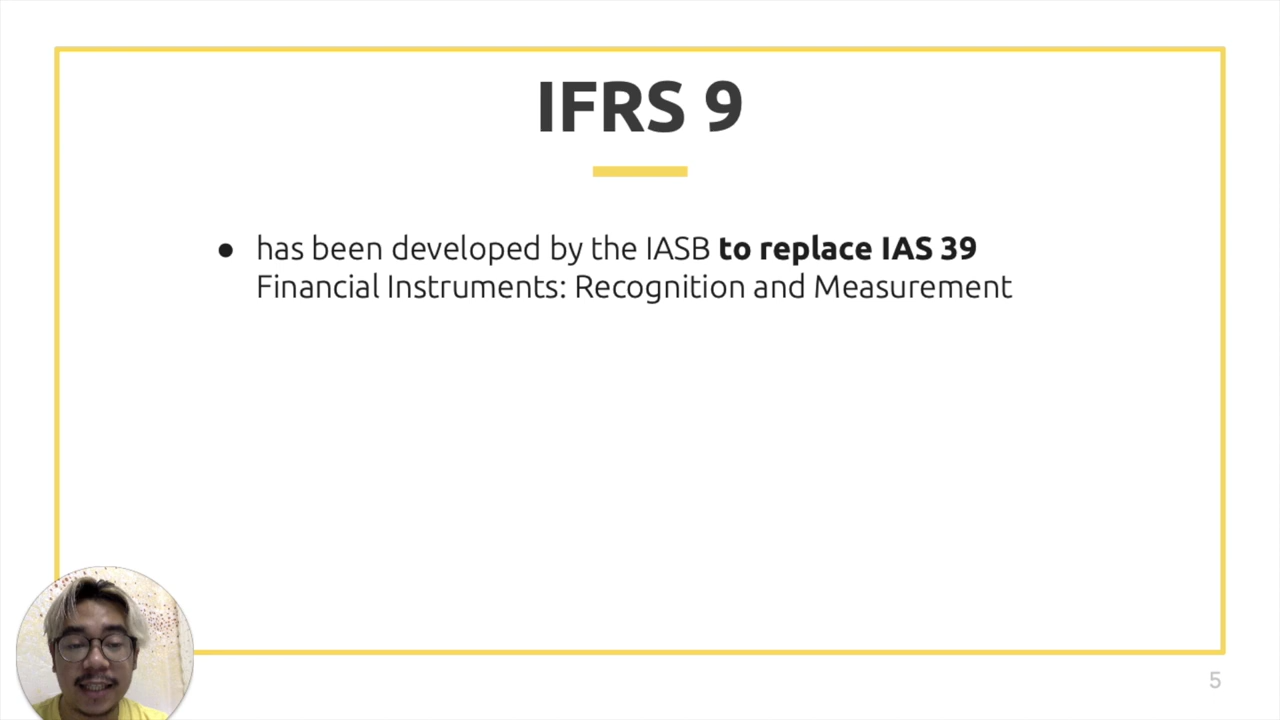 IFRS 9
● has been developed by the IASB to replace IAS 39
Financial Instruments: Recognition and Measurement
5